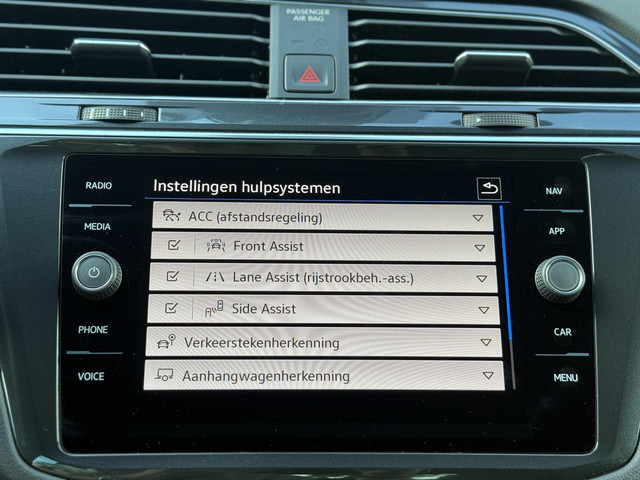 PASSENGER
AIR BAG
RADIO
MEDIA
PHONE
VOICE
Instellingen hulpsystemen
ACC (afstandsregeling)
Front Assist
Lane Assist (rijstrookbeh.-ass.)
Side Assist
Verkeerstekenherkenning
Aanhangwagenherkenning
NAV
APP
CAR
MENU